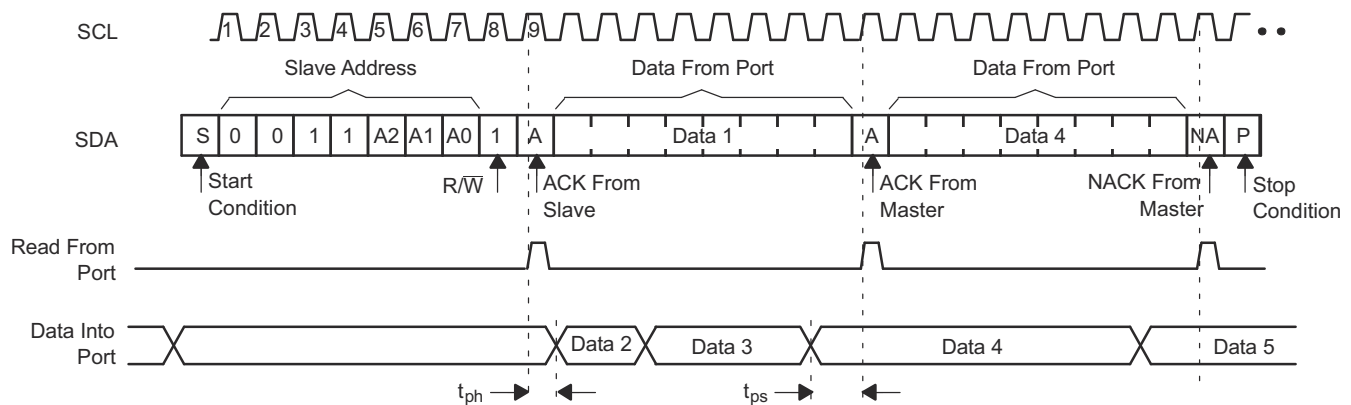 SCL 1 2 3 4 5 6 7 8 9
Slave Address Data From Port Data From Port
SDA S 0 0 1 1 A2 A1 A0 1 A Data 1 A Data 4 NA P
Start
Condition
R/W̅
ACK From
Slave
ACK From
Master
NACK From
Master
Stop
Condition
Read From
Port
Data Into
Port
Data 2 Data 3 Data 4 Data 5
tph tps